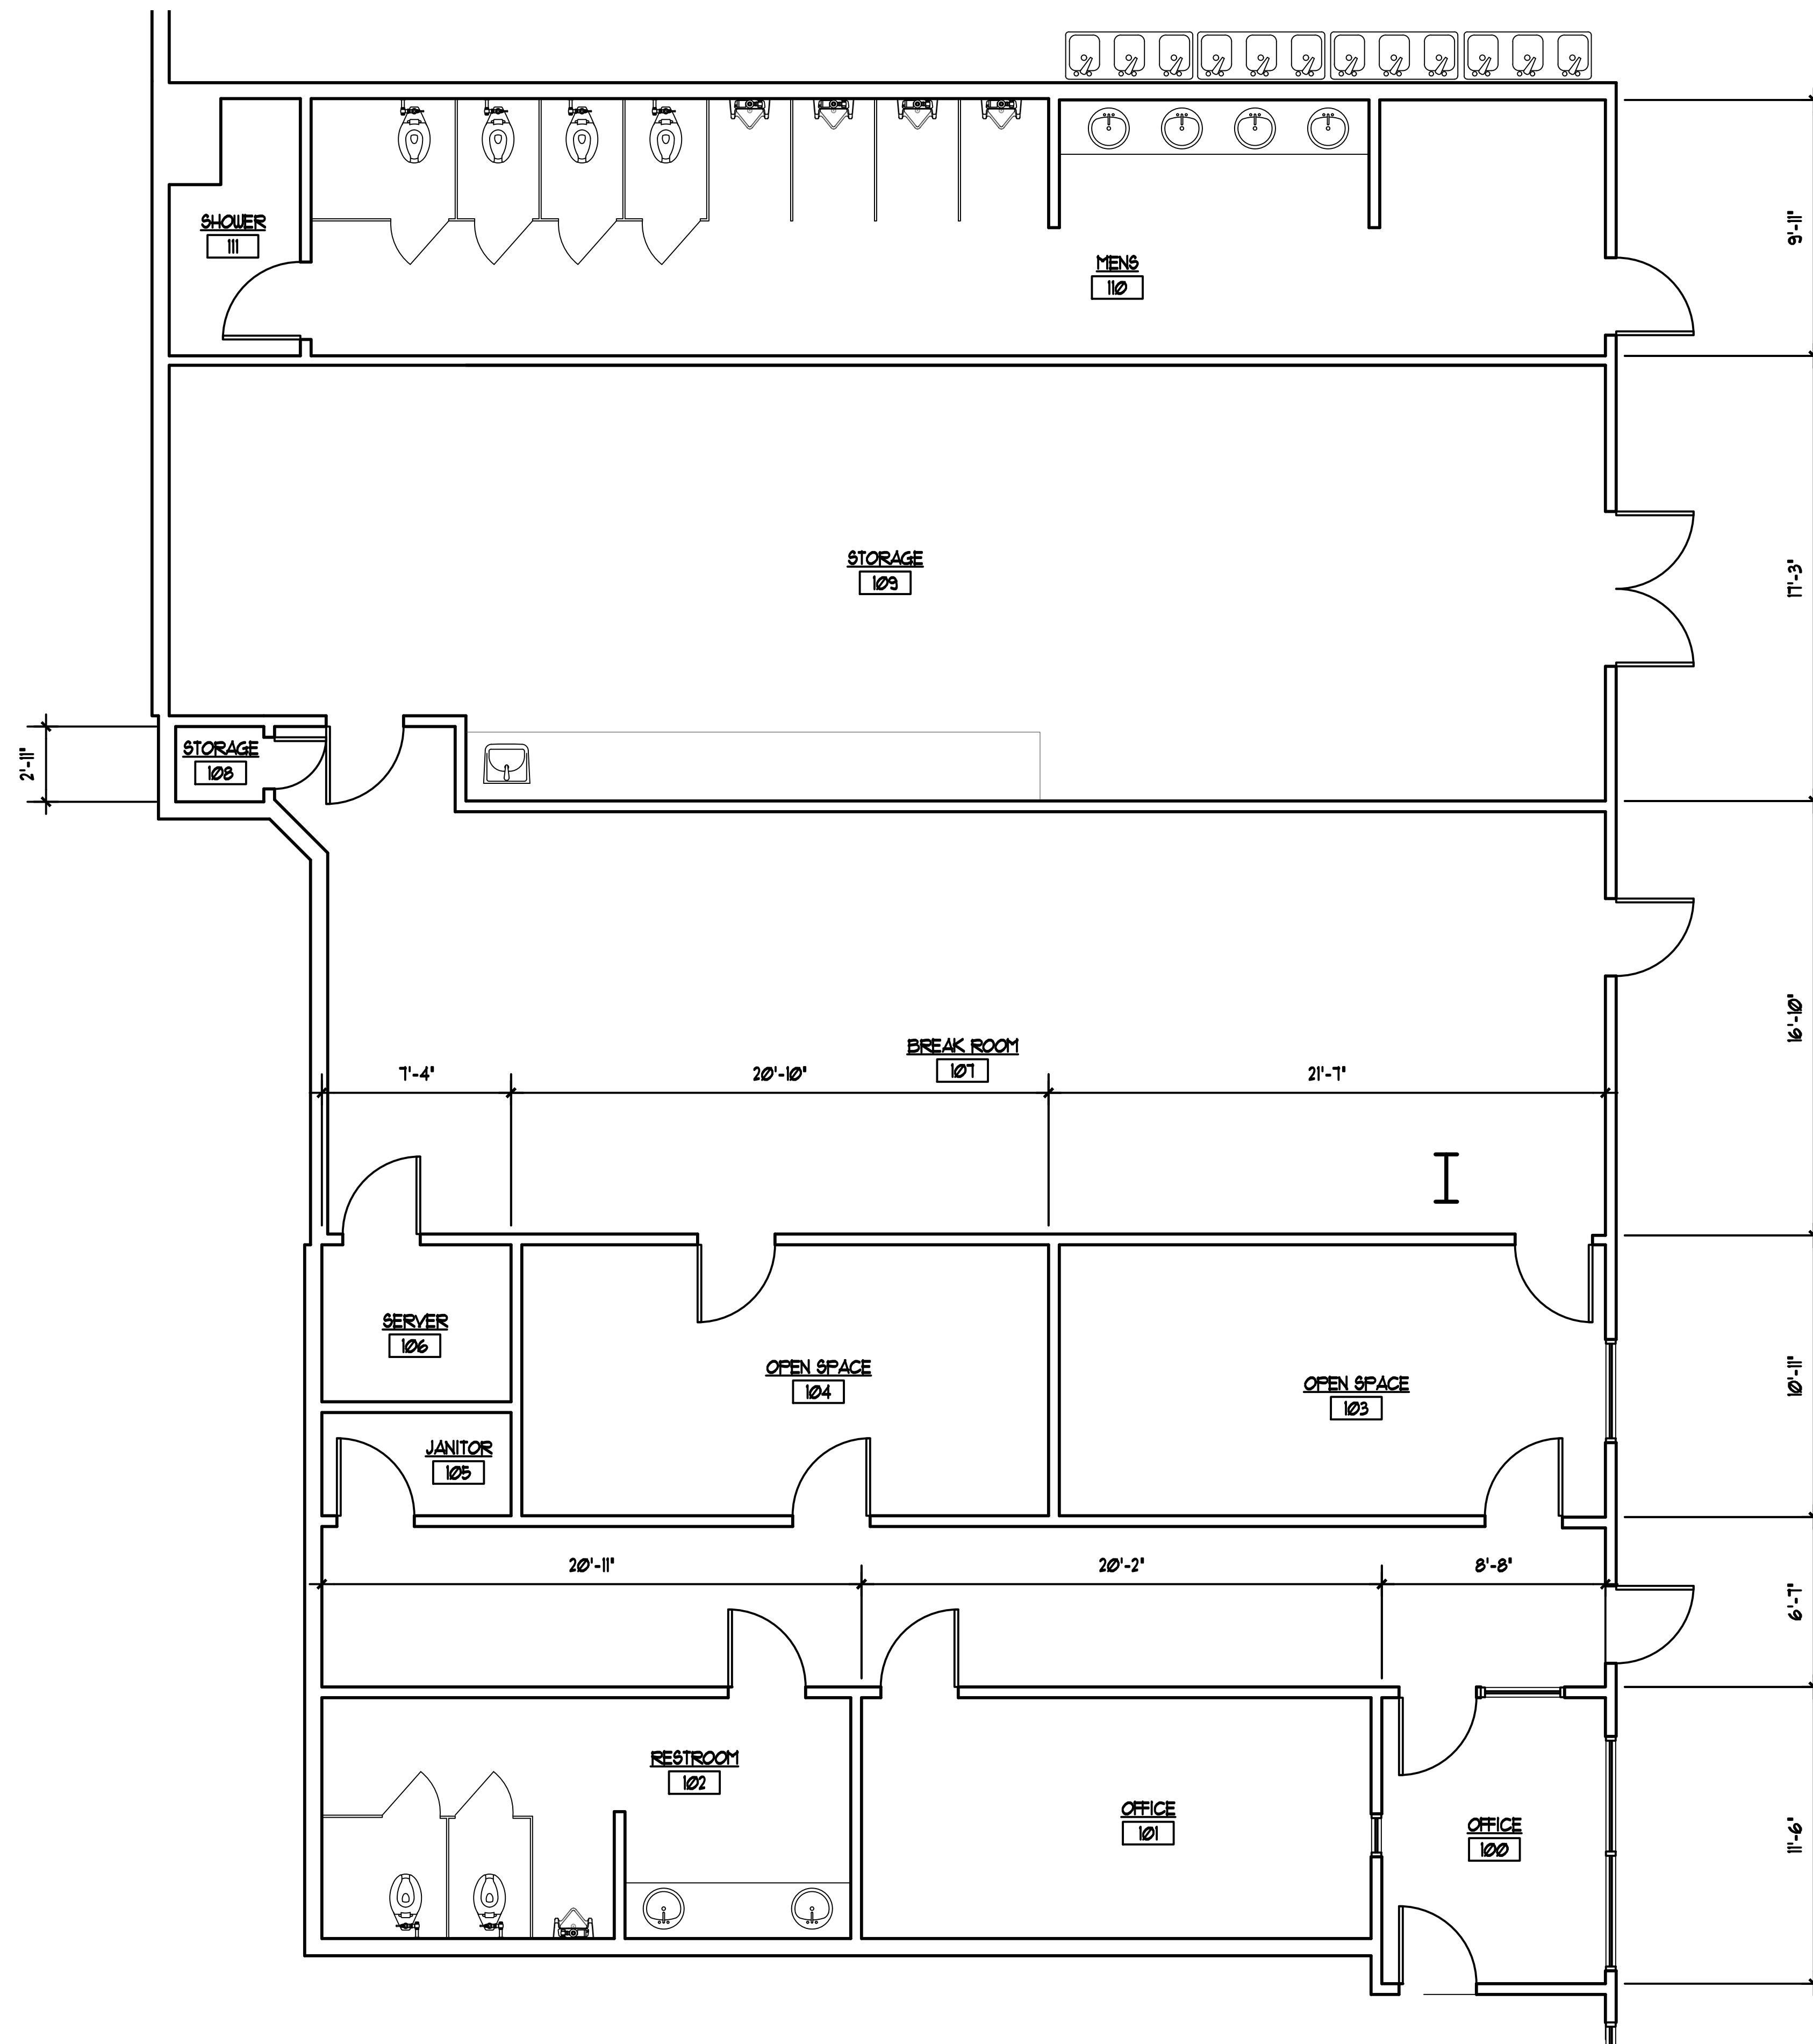 SHOWER
111
MENS
110
9'-11"
STORAGE
109
17'-3"
STORAGE
108
2'-11"
BREAK ROOM
107
16'-10"
7'-4"
20'-10"
21'-7"
SERVER
106
OPEN SPACE
104
OPEN SPACE
103
10'-11"
JANITOR
105
20'-11"
20'-2"
8'-8"
6'-7"
RESTROOM
102
OFFICE
101
OFFICE
100
11'-6"